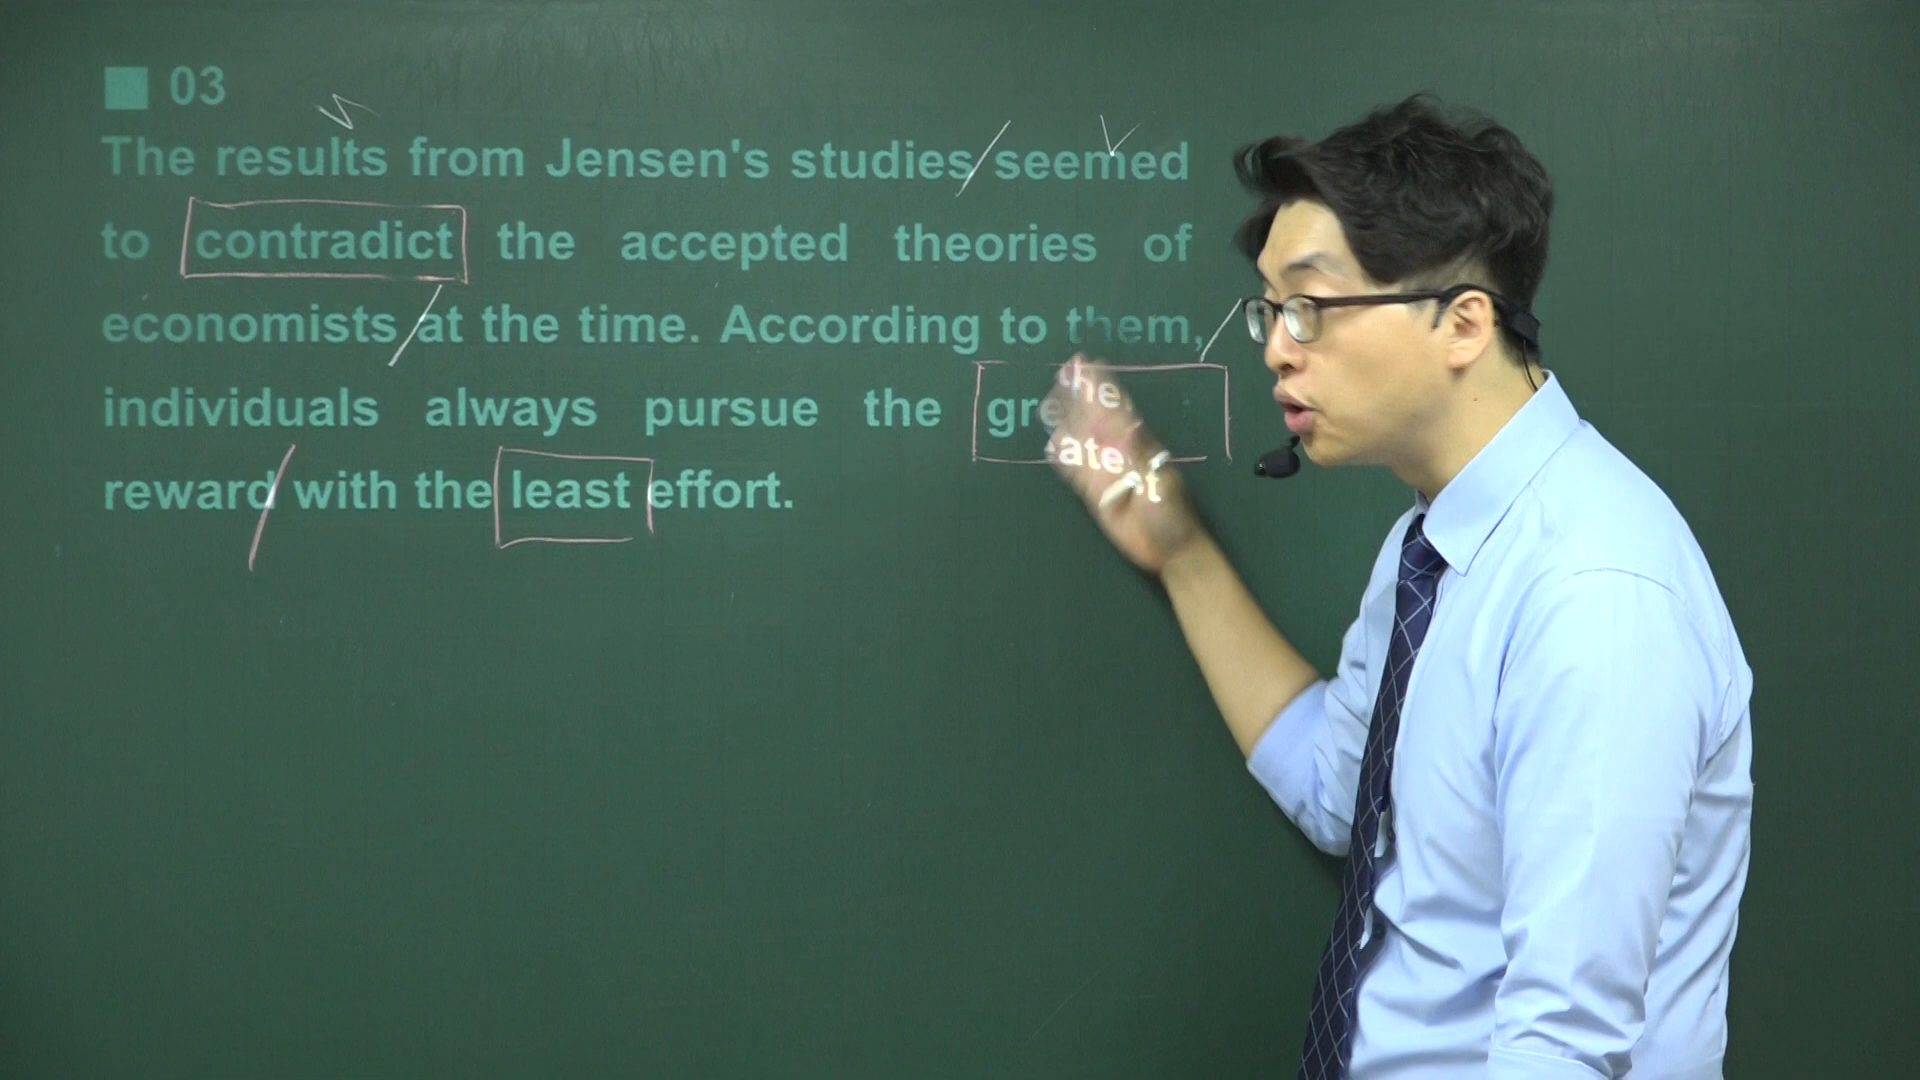 03
The results from Jensen's studies seemed
to contradict the accepted theories of
economists at the time. According to them,
individuals always pursue the greatest
reward with the least effort.